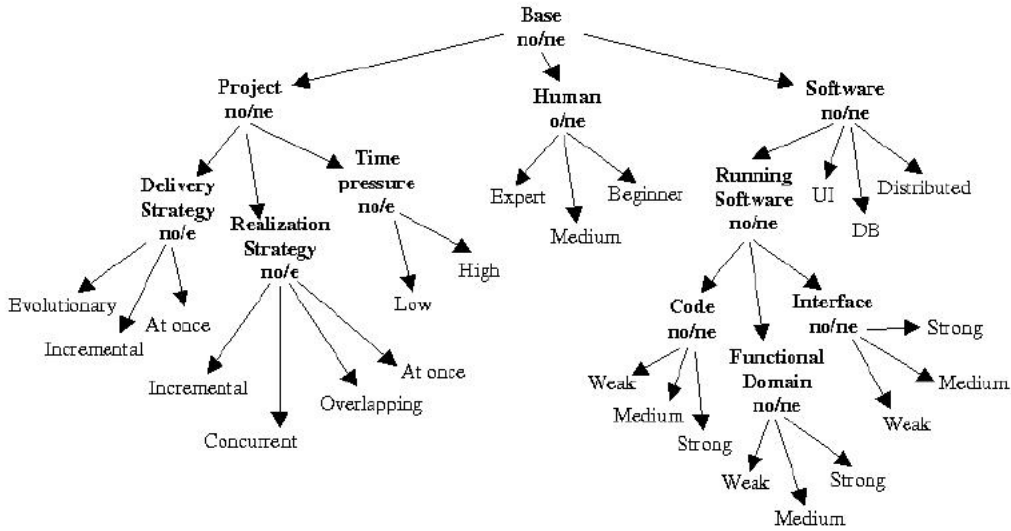 Base
no/ne
Project
no/ne
Human
o/ne
Software
no/ne
Delivery
Strategy
no/e
Realization
Strategy
no/e
Time
pressure
no/e
Expert
Medium
Beginner
Running
Software
no/ne
UI
DB
Distributed
Evolutionary
Incremental
At once
Incremental
Concurrent
Overlapping
At once
Low
High
Code
no/ne
Functional
Domain
no/ne
Interface
no/ne
Weak
Medium
Strong
Weak
Medium
Strong
Strong
Medium
Weak